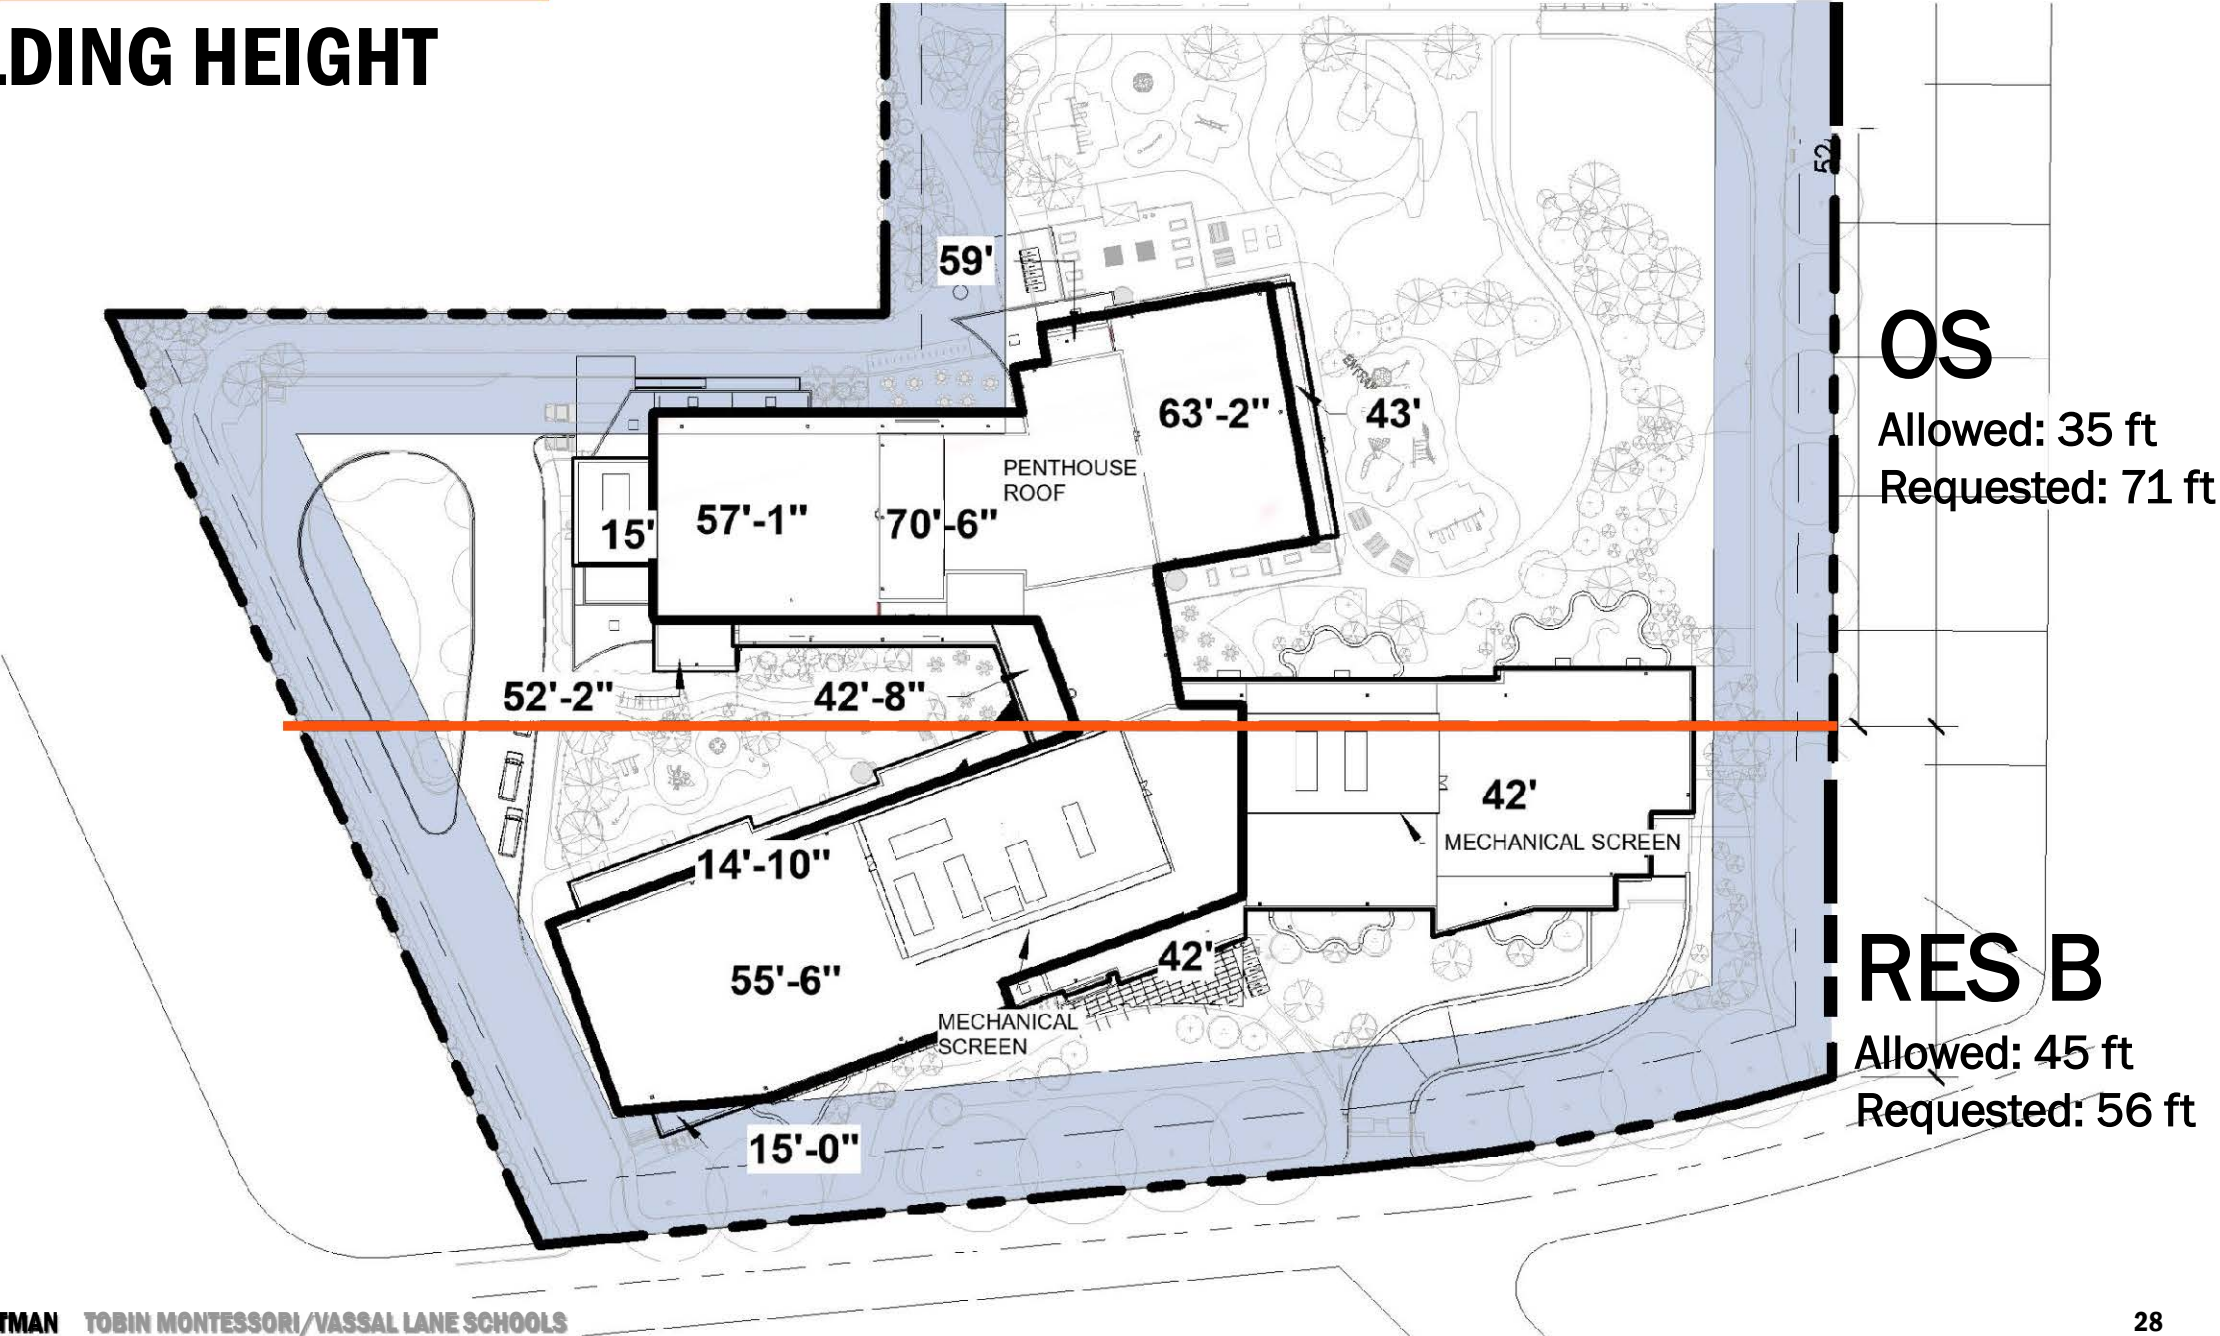 LDING HEIGHT
52'
59'
OS
63'-2"
43'
Allowed: 35 ft
PENTHOUSE
ROOF
Requested: 71 ft
15'
57'-1"
70'-6"
52'-2"
42'-8"
42'
MECHANICAL SCREEN
14'-10"
42'
55'-6"
RES B
MECHANICAL
SCREEN
Allowed: 45 ft
Requested: 56 ft
15'-0"
TMAN TOBIN MONTESSORI/VASSAL LANE SCHOOLS
28